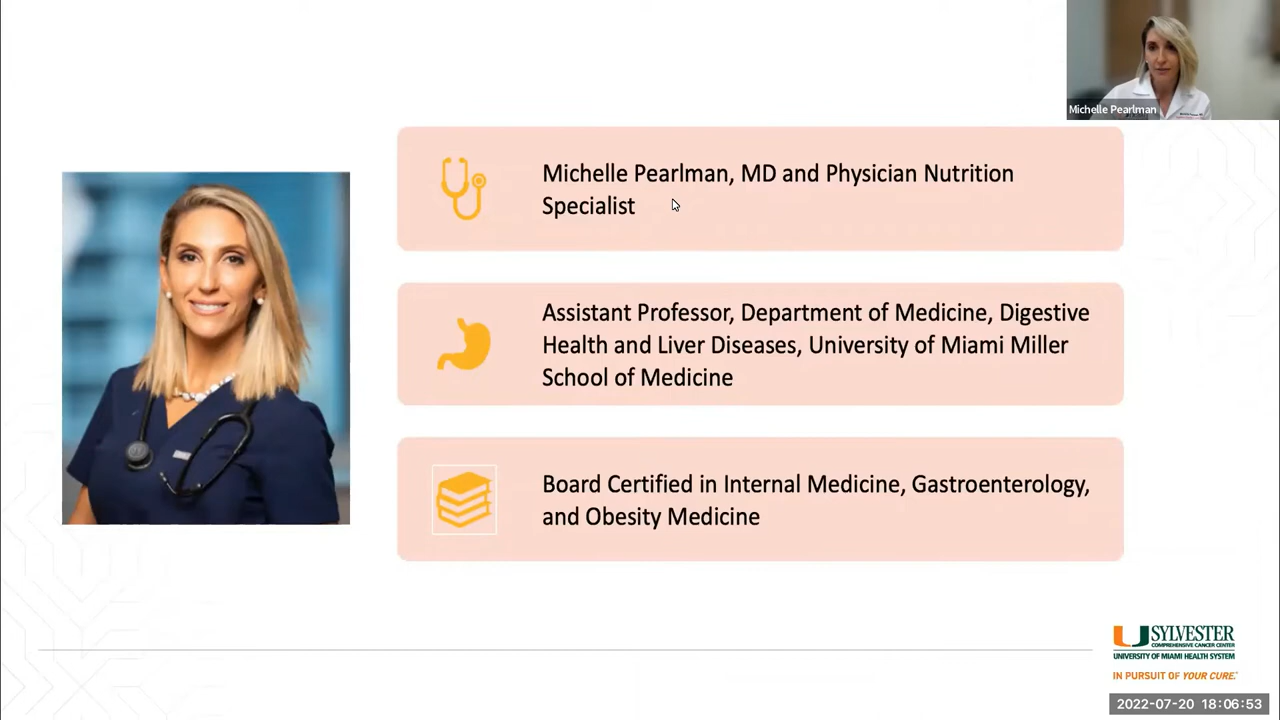 Michelle Pearlman
Michelle Pearlman, MD and Physician Nutrition
Specialist
Assistant Professor, Department of Medicine, Digestive
Health and Liver Diseases, University of Miami Miller
School of Medicine
Board Certified in Internal Medicine, Gastroenterology,
and Obesity Medicine
SYLVESTER
COMPREHENSIVE CANCER CENTER
UNIVERSITY OF MIAMI HEALTH SYSTEM
IN PURSUIT OF YOUR CURE.
2022-07-20 18:06:53